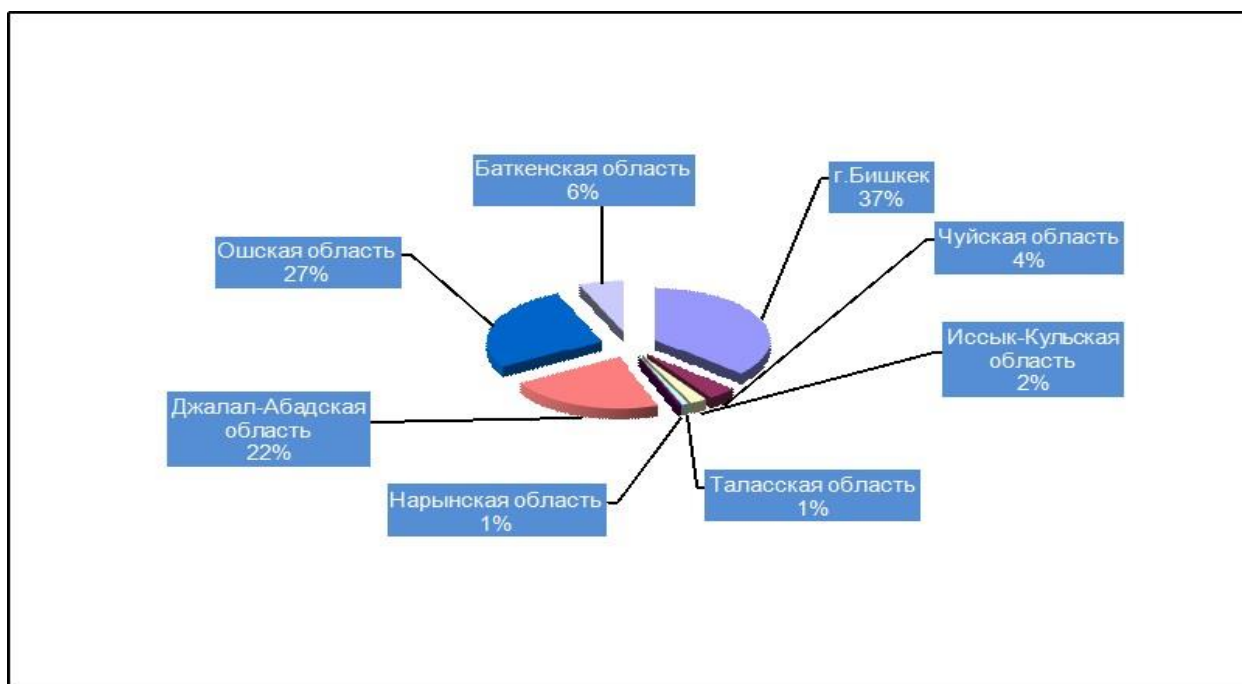 Баткенская область
6%
г.Бишкек
37%
Ошская область
27%
Чуйская область
4%
Иссык-Кульская
область
2%
Джалал-Абадская
область
22%
Нарынская область
1%
Таласская область
1%